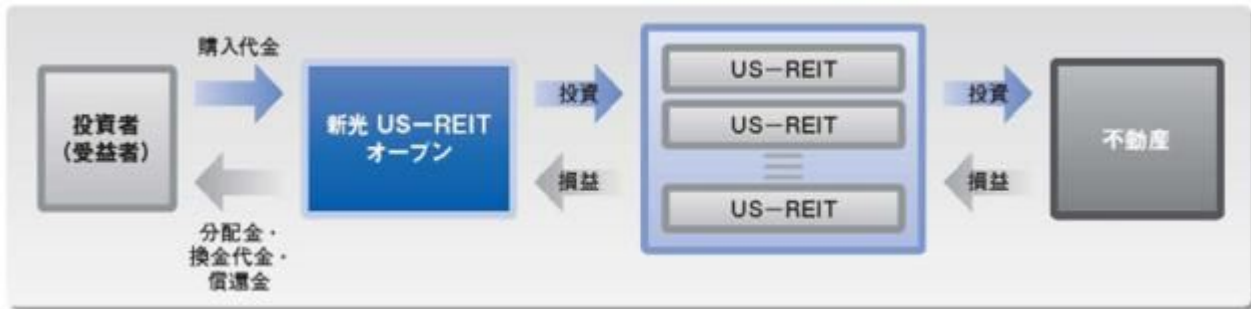 購入代金
投資者
（受益者）
分配金・
換金代金・
償還金
新光 US－REIT
オープン
投資
損益
US－REIT
US－REIT
US－REIT
投資
損益
不動産